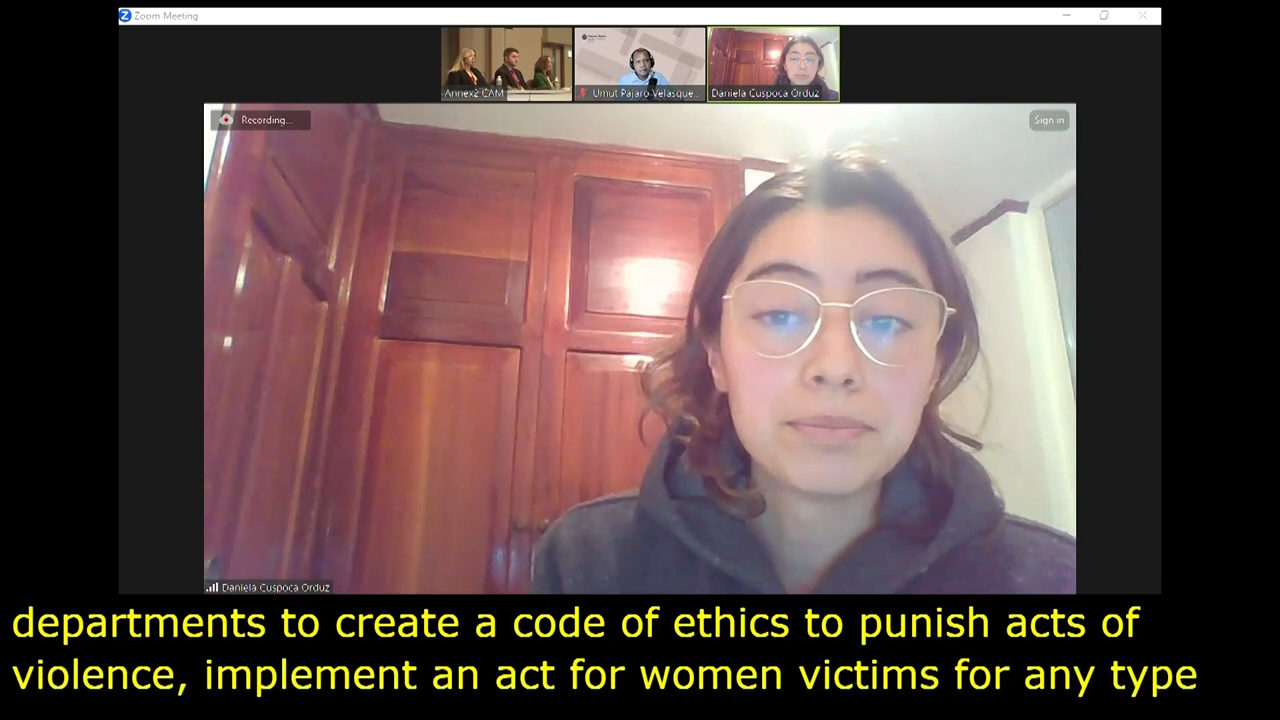 Zoom Meeting
Annex2 CAM
Umut Pajaro Velasque...
Daniela Cuspoca Orduz
Recording...
Sign in
Daniela Cuspoca Orduz
departments to create a code of ethics to punish acts of
violence, implement an act for women victims for any type